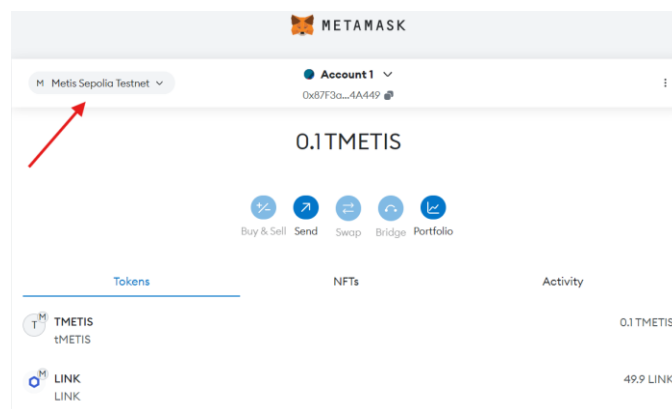 METAMASK
M Metis Sepolia Testnet
Account 1
0x87F3a...4A449
0.1 TMETIS
Buy & Sell Send Swap Bridge Portfolio
Tokens NFTs Activity
T M TMETIS 0.1 TMETIS
tMETIS
M LINK 49.9 LINK
LINK